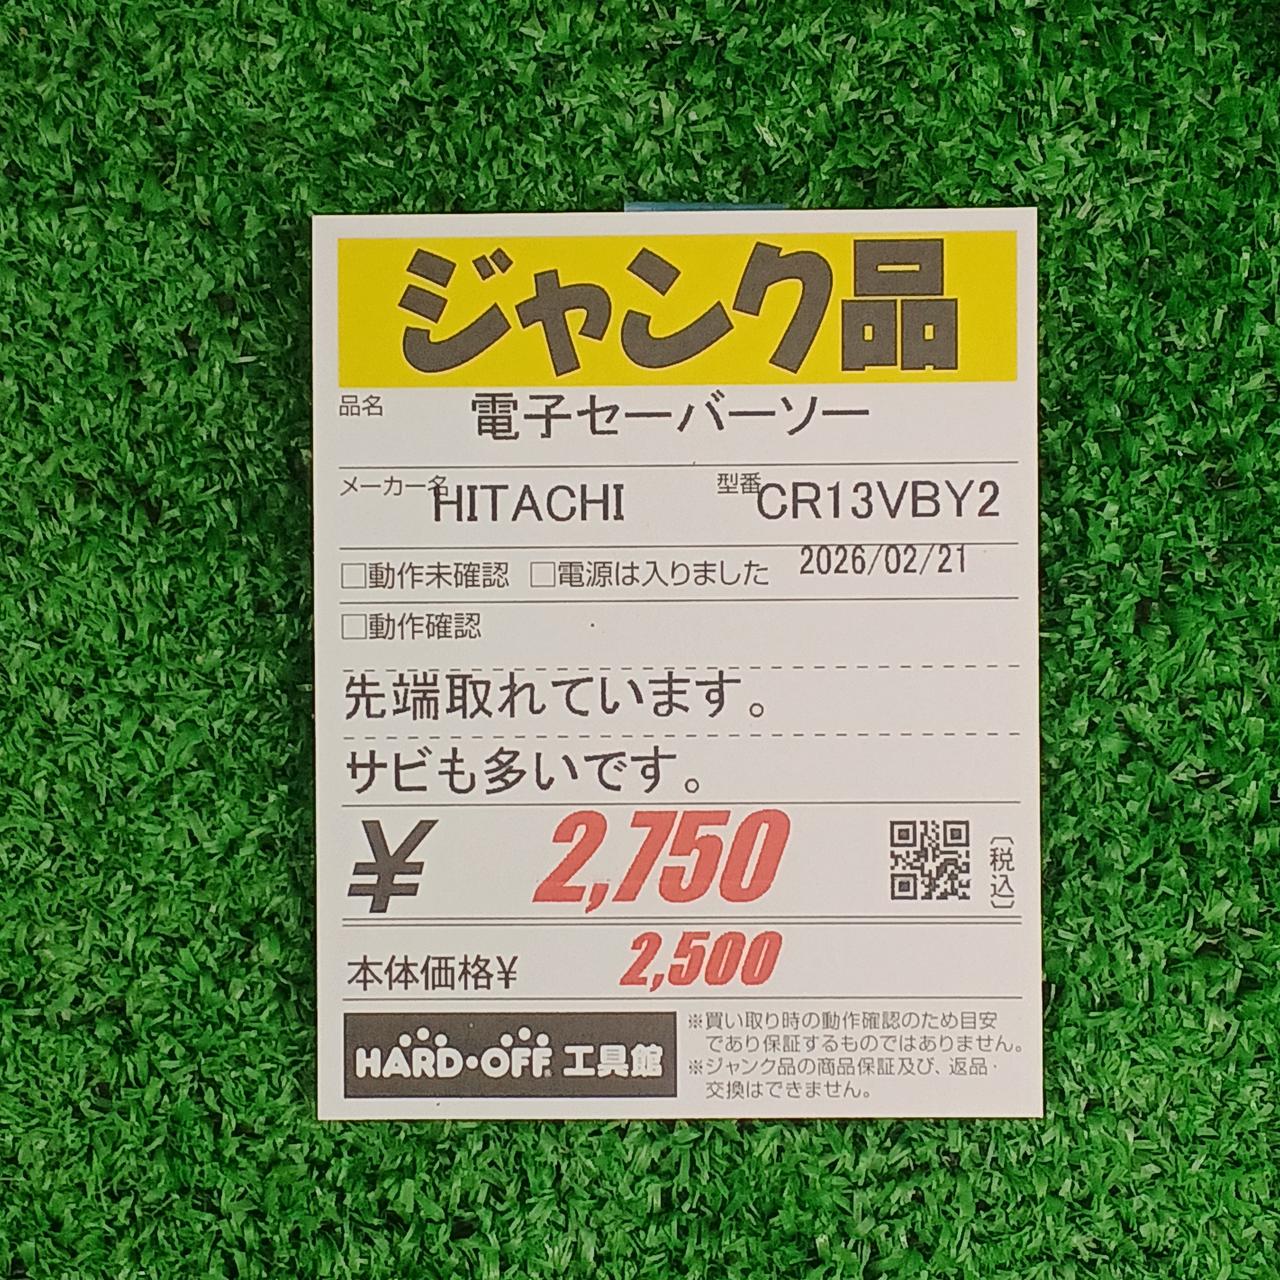 ジャンク品
品名 電子セーバーソー
メーカー名 HITACHI 型番 CR13VBY2
□動作未確認 □電源は入りました 2026/02/21
□動作確認
先端取れています。
サビも多いです。
¥ 2,750 (税込)
本体価格¥ 2,500
HARD・OFF 工具館
※買い取り時の動作確認のため目安
であり保証するものではありません。
※ジャンク品の商品保証及び、返品・
交換はできません。